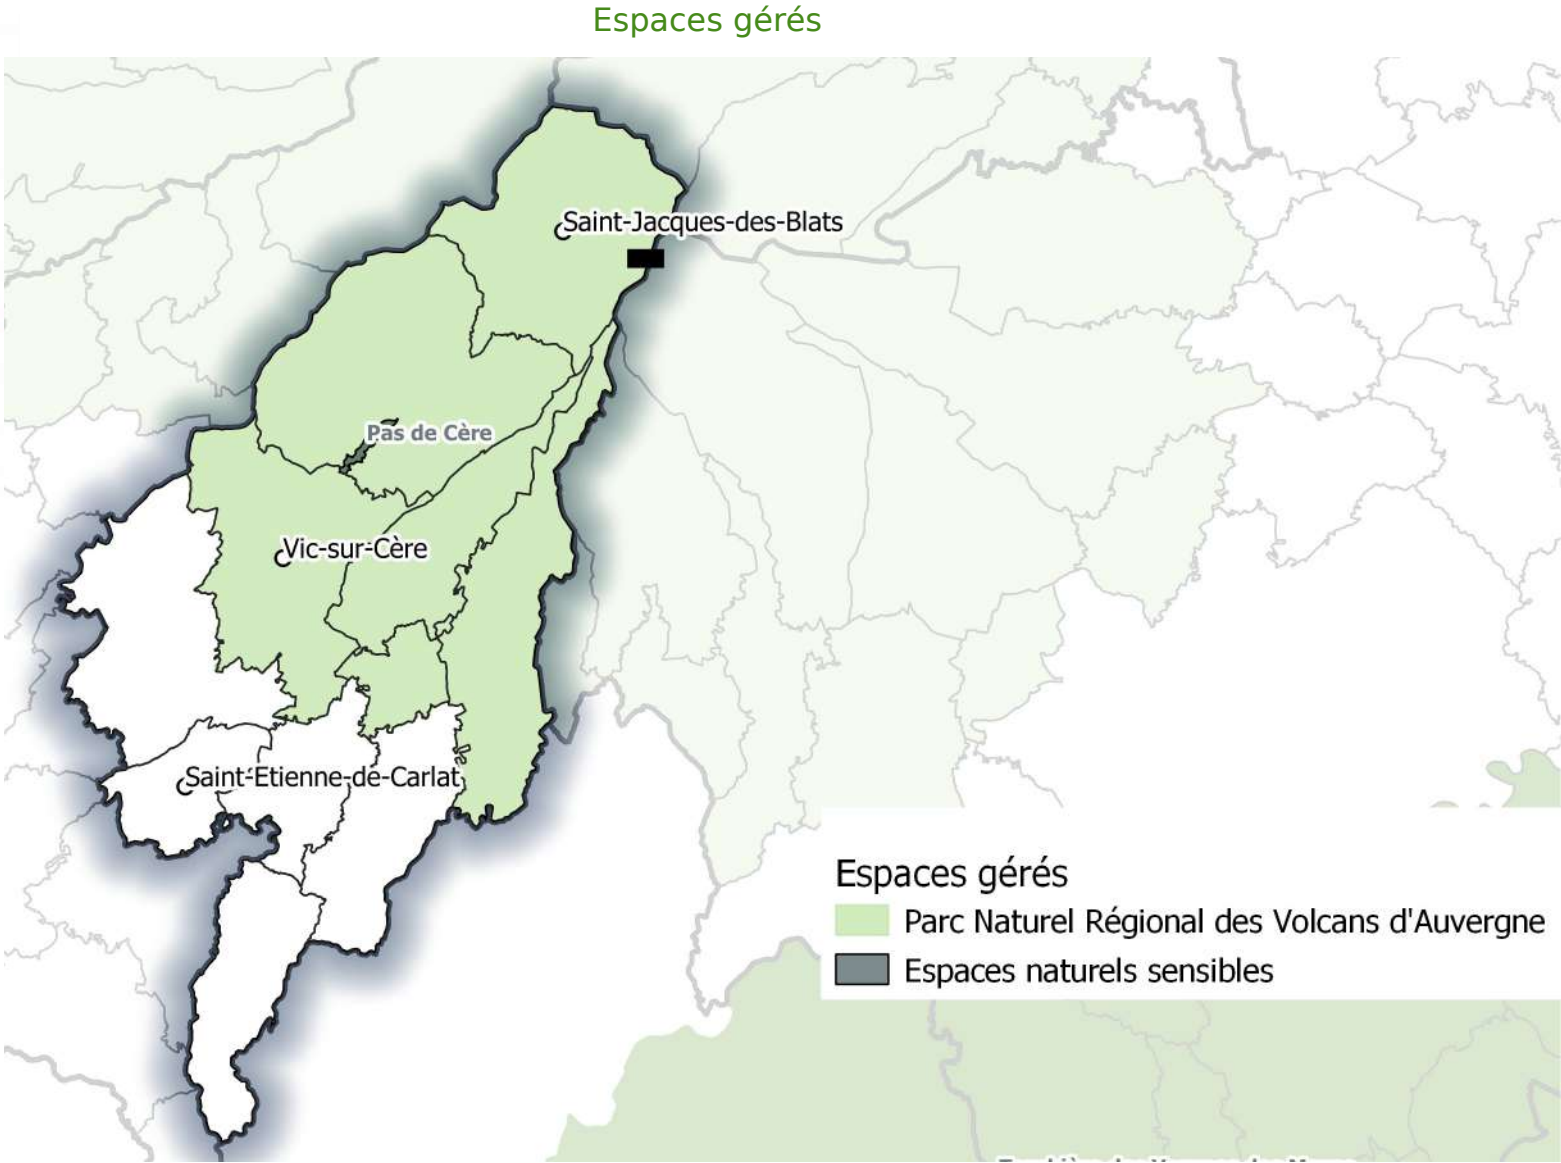 Espaces gérés
Saint-Jacques-des-Blats
Pas de Cère
Vic-sur-Cère
Saint-Etienne-de-Carlat
Espaces gérés
Parc Naturel Régional des Volcans d'Auvergne
Espaces naturels sensibles